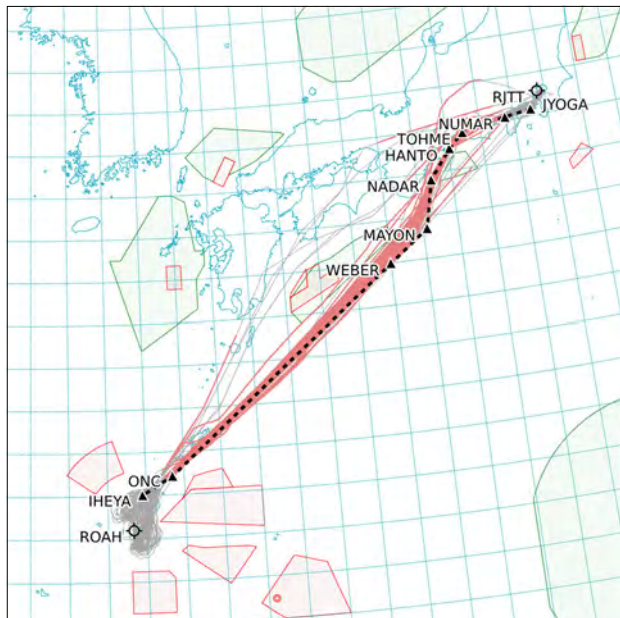 RJTT
JYOGA
NUMAR
TOHME
HANTO
NADAR
MAYON
WEBER
ONC
IHEYA
ROAH